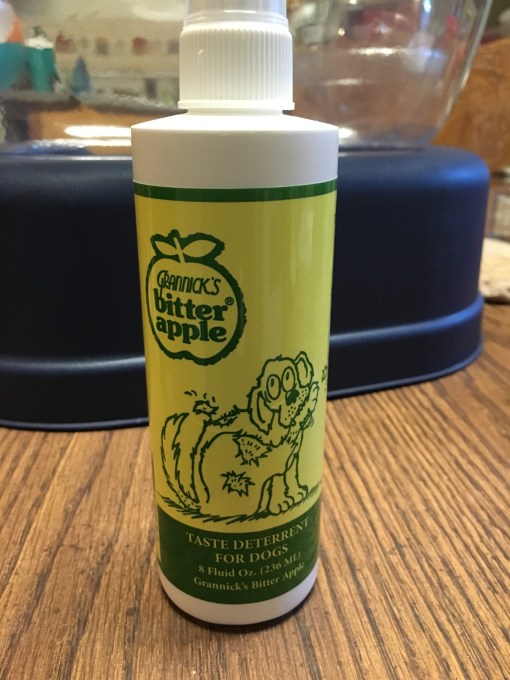 GRANNICK'S
bitter®
apple
TASTE DETERRENT
FOR DOGS
8 Fluid Oz. (236 ML)
Grannick's Bitter Apple